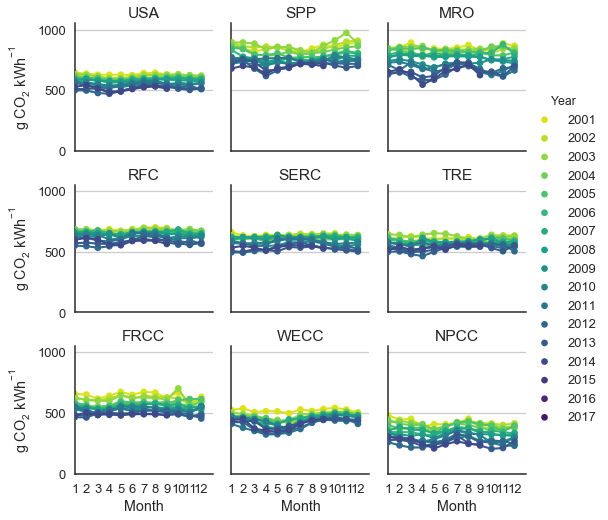 USA SPP MRO
1000
500
0
g CO₂ kWh⁻¹
RFC SERC TRE
1000
500
0
g CO₂ kWh⁻¹
FRCC WECC NPCC
1000
500
0
g CO₂ kWh⁻¹
1 2 3 4 5 6 7 8 9 10 11 12 1 2 3 4 5 6 7 8 9 10 11 12 1 2 3 4 5 6 7 8 9 10 11 12
Month Month Month
Year
2001
2002
2003
2004
2005
2006
2007
2008
2009
2010
2011
2012
2013
2014
2015
2016
2017